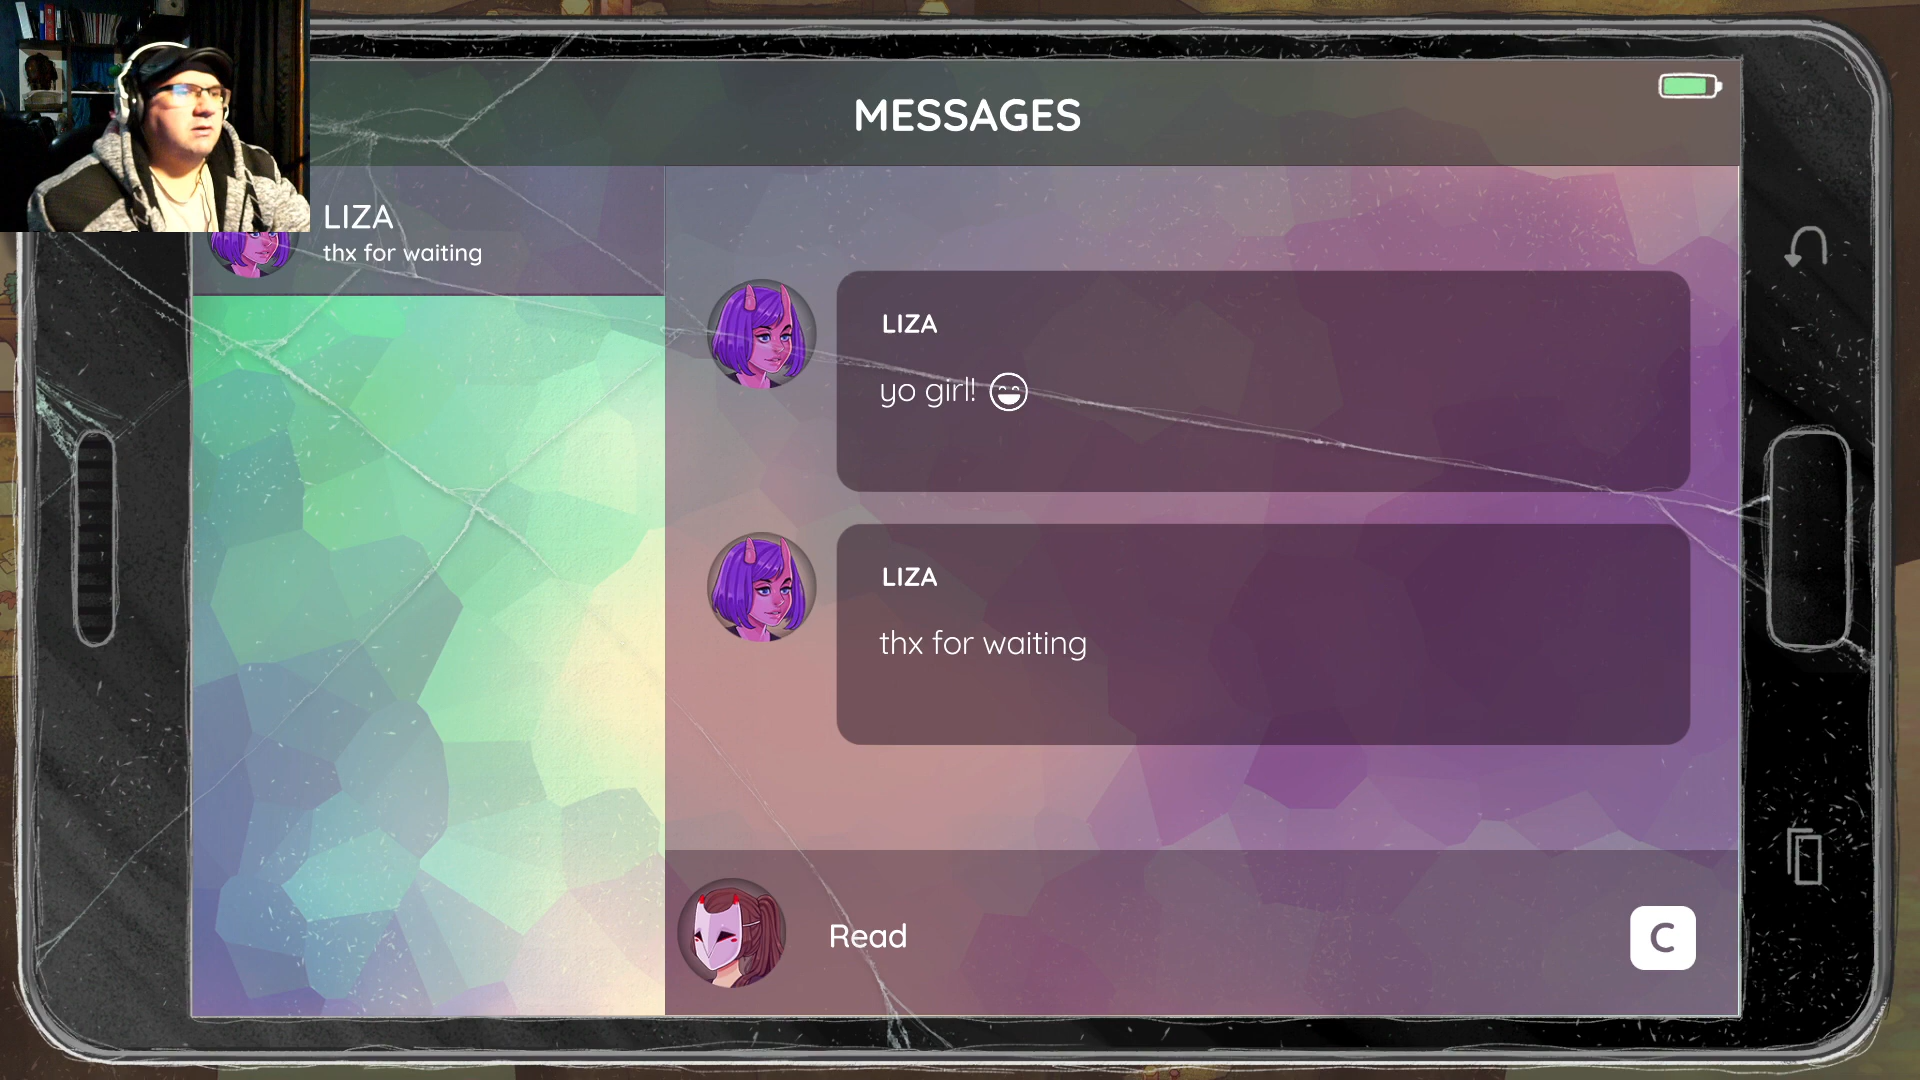 MESSAGES
LIZA
thx for waiting
LIZA
yo girl!
LIZA
thx for waiting
Read
C